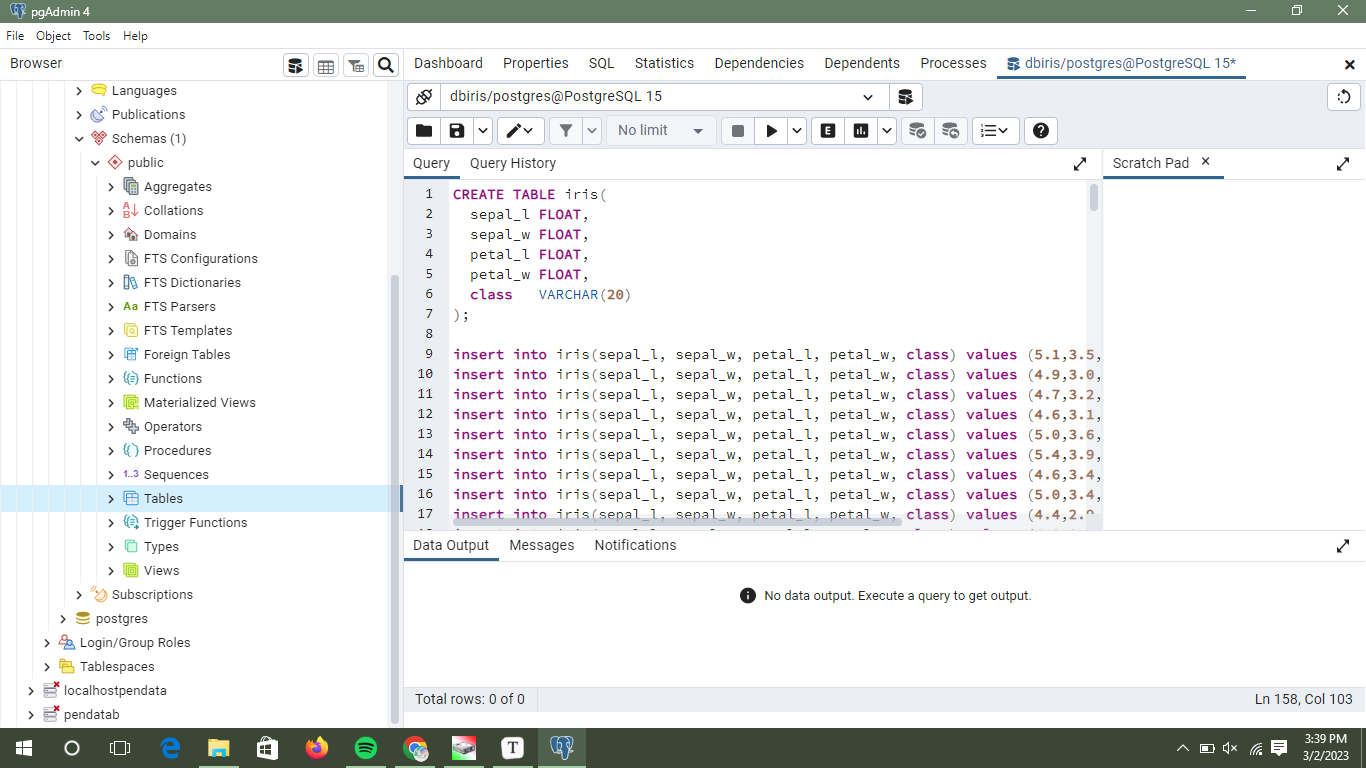 pgAdmin 4
File Object Tools Help
Browser
Dashboard Properties SQL Statistics Dependencies Dependents Processes dbiris/postgres@PostgreSQL 15*
Languages
Publications
Schemas (1)
public
Aggregates
Collations
Domains
FTS Configurations
FTS Dictionaries
Aa FTS Parsers
FTS Templates
Foreign Tables
Functions
Materialized Views
Operators
Procedures
1..3 Sequences
Tables
Trigger Functions
Types
Views
Subscriptions
postgres
Login/Group Roles
Tablespaces
localhostpendata
pendatab
dbiris/postgres@PostgreSQL 15
No limit
E
Query Query History
Scratch Pad
1 CREATE TABLE iris(
2 sepal_l FLOAT,
3 sepal_w FLOAT,
4 petal_l FLOAT,
5 petal_w FLOAT,
6 class VARCHAR(20)
7 );
8
9 insert into iris(sepal_l, sepal_w, petal_l, petal_w, class) values (5.1,3.5,
10 insert into iris(sepal_l, sepal_w, petal_l, petal_w, class) values (4.9,3.0,
11 insert into iris(sepal_l, sepal_w, petal_l, petal_w, class) values (4.7,3.2,
12 insert into iris(sepal_l, sepal_w, petal_l, petal_w, class) values (4.6,3.1,
13 insert into iris(sepal_l, sepal_w, petal_l, petal_w, class) values (5.0,3.6,
14 insert into iris(sepal_l, sepal_w, petal_l, petal_w, class) values (5.4,3.9,
15 insert into iris(sepal_l, sepal_w, petal_l, petal_w, class) values (4.6,3.4,
16 insert into iris(sepal_l, sepal_w, petal_l, petal_w, class) values (5.0,3.4,
17 insert into iris(sepal_l, sepal_w, petal_l, petal_w, class) values (4.4,2.9
Data Output Messages Notifications
No data output. Execute a query to get output.
Total rows: 0 of 0
Ln 158, Col 103
T
3:39 PM
3/2/2023